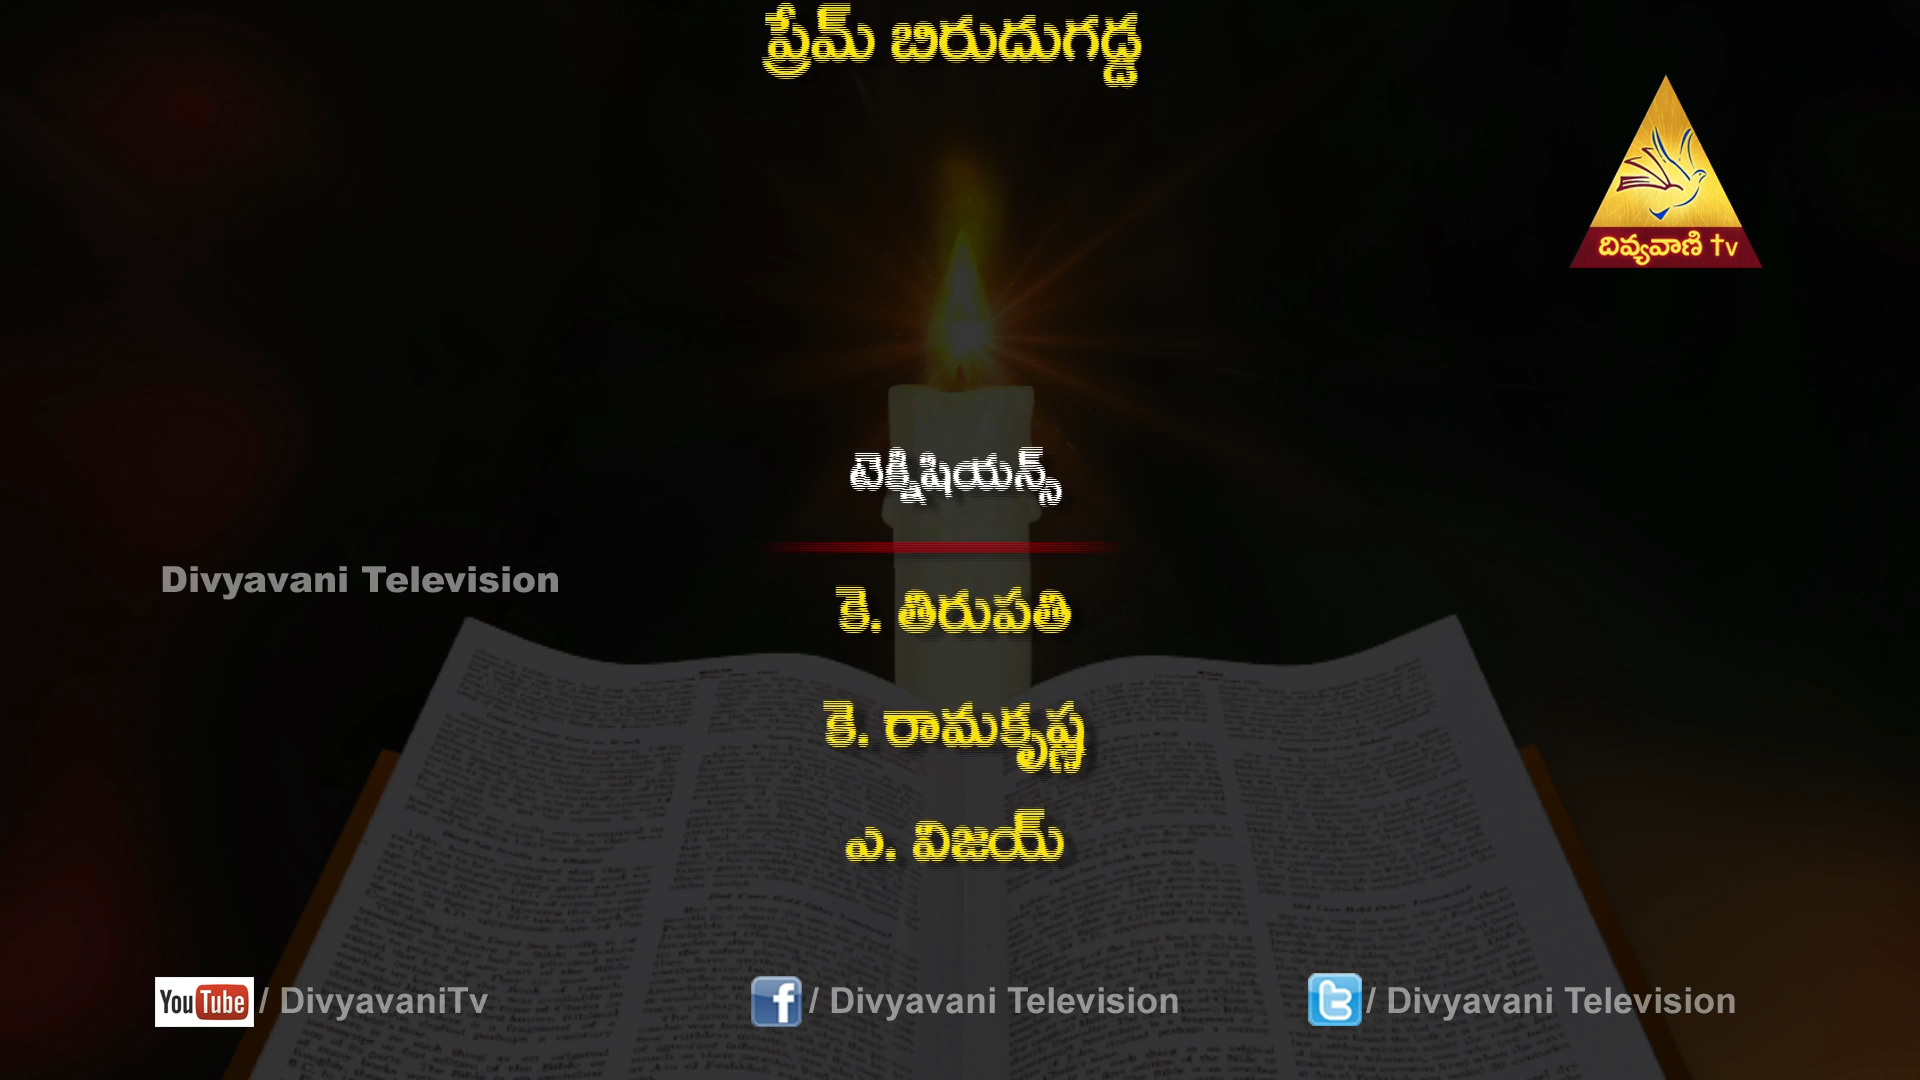 ప్రేమ్ బిరుదుగడ్డ
దివ్యవాణి tv
టెక్నిషియన్స్
Divyavani Television
కె. తిరుపతి
కె. రామకృష్ణ
ఎ. విజయ్
YouTube / DivyavaniTv
f / Divyavani Television
t / Divyavani Television